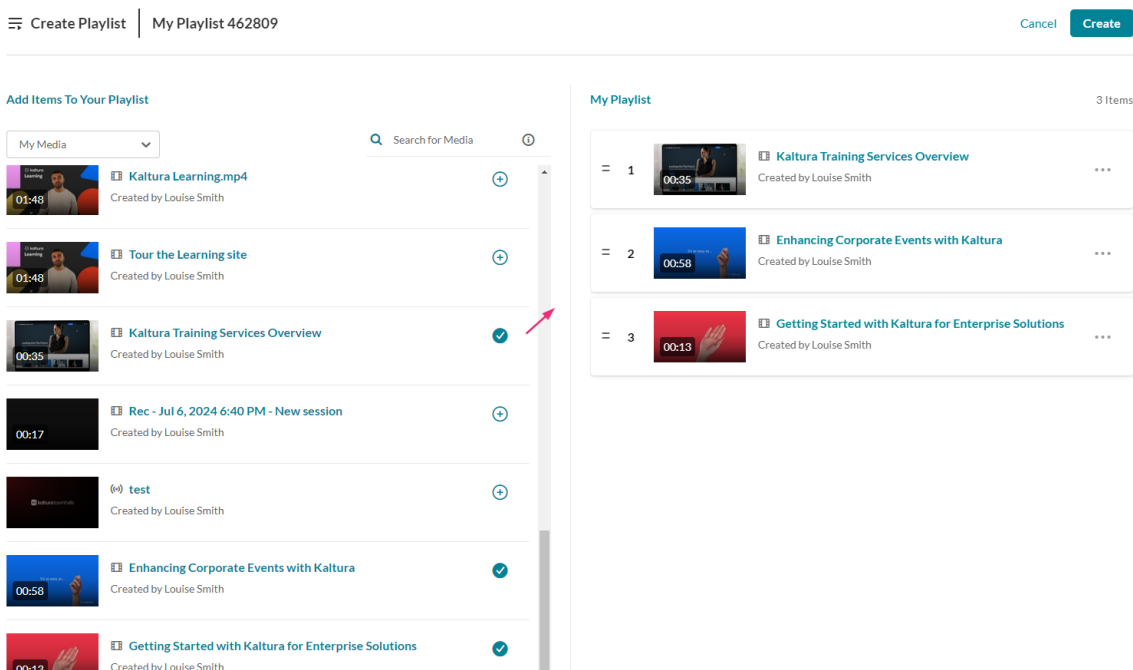 Create Playlist
My Playlist 462809
Cancel
Create
Add Items To Your Playlist
My Media
Search for Media
kaltura
Learning
01:48
Kaltura Learning.mp4
Created by Louise Smith
kaltura
Learning
01:48
Tour the Learning site
Created by Louise Smith
00:35
Kaltura Training Services Overview
Created by Louise Smith
00:17
Rec - Jul 6, 2024 6:40 PM - New session
Created by Louise Smith
test
Created by Louise Smith
00:58
Enhancing Corporate Events with Kaltura
Created by Louise Smith
00:13
Getting Started with Kaltura for Enterprise Solutions
Created by Louise Smith
My Playlist
3 Items
1
00:35
Kaltura Training Services Overview
Created by Louise Smith
2
00:58
Enhancing Corporate Events with Kaltura
Created by Louise Smith
3
00:13
Getting Started with Kaltura for Enterprise Solutions
Created by Louise Smith